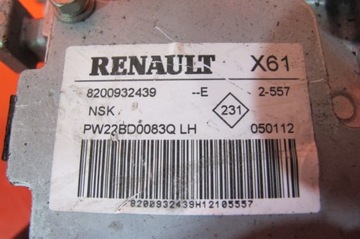 RENAULT X61
8200932439 --E 2-557
NSK 231
PW22BD0083Q LH 050112
8200932439H12105557